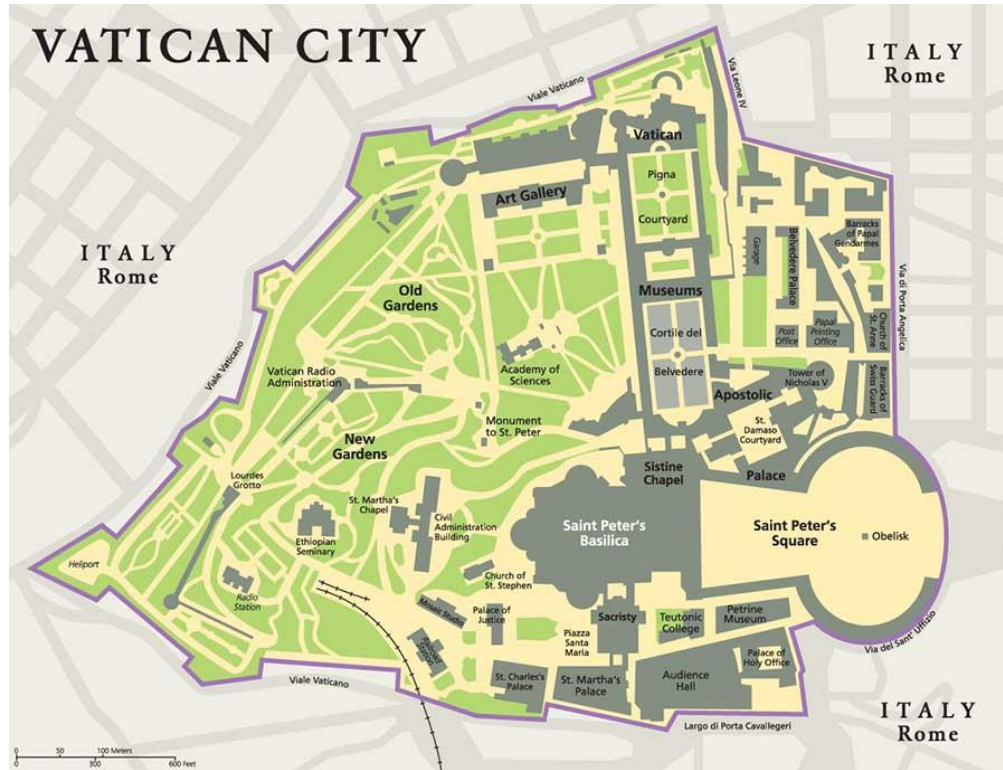 VATICAN CITY
ITALY
Rome
Viale Vaticano
Via Leone IV
Vatican
Pigna
Courtyard
Art Gallery
ITALY
Rome
Barracks
of Papal
Gendarmes
Garage
Belvedere Palace
Via di Porta Angelica
Old
Gardens
Museums
Cortile del
Belvedere
Post
Office
Papal
Printing
Office
Church of
St. Anne
Viale Vaticano
Vatican Radio
Administration
Academy of
Sciences
Tower of
Nicholas V
Barracks of
Swiss Guard
Apostolic
St.
Damaso
Courtyard
Monument
to St. Peter
New
Gardens
Sistine
Chapel
Palace
Lourdes
Grotto
St. Martha's
Chapel
Civil
Administration
Building
Saint Peter's
Basilica
Saint Peter's
Square
Obelisk
Ethiopian
Seminary
Heliport
Radio
Station
Church of
St. Stephen
Mosaic Studio
Palace of
Justice
Sacristy
Teutonic
College
Petrine
Museum
Piazza
Santa
Maria
Railroad
Station
Via del Sant' Uffizio
Palace of
Holy Office
St. Charles's
Palace
St. Martha's
Palace
Audience
Hall
Viale Vaticano
Largo di Porta Cavallegeri
ITALY
Rome
0 50 100 Meters
0 300 600 Feet